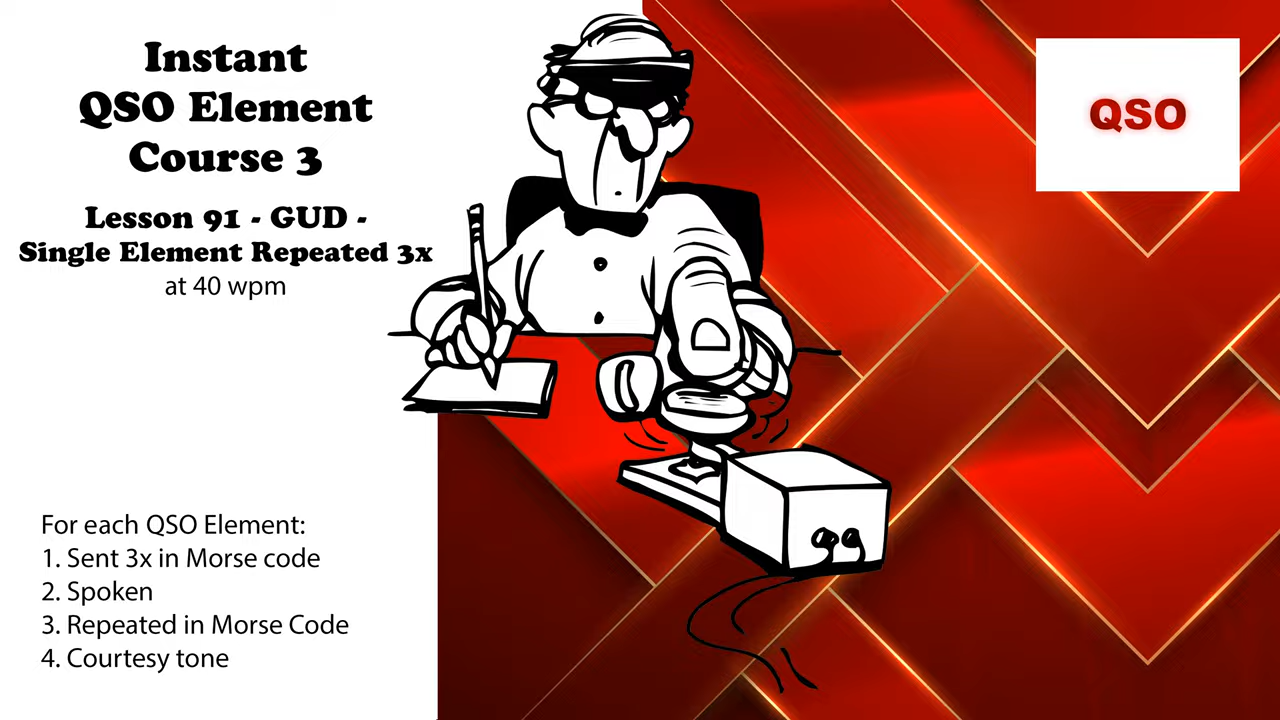 Instant
QSO Element
Course 3
Lesson 91 - GUD -
Single Element Repeated 3x
at 40 wpm
QSO
For each QSO Element:
1. Sent 3x in Morse code
2. Spoken
3. Repeated in Morse Code
4. Courtesy tone